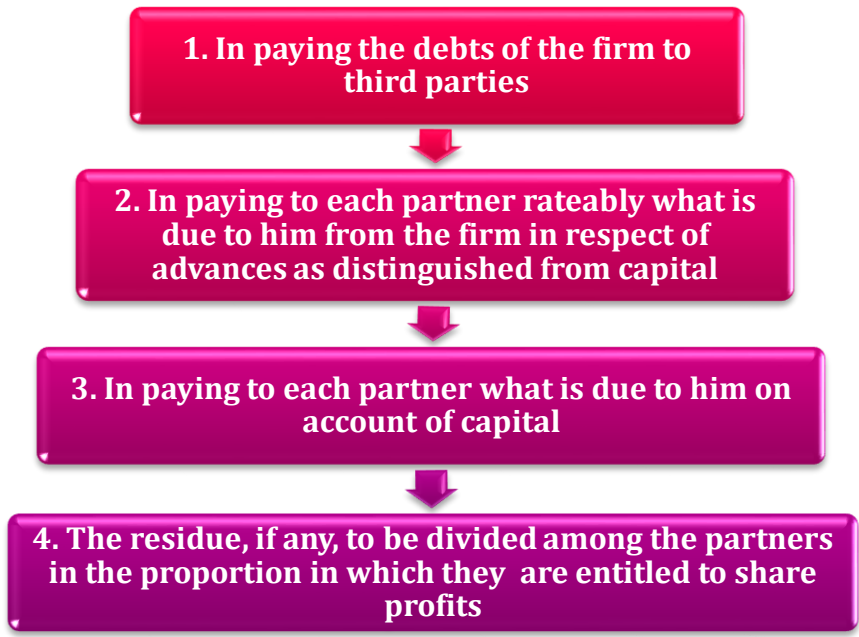 1. In paying the debts of the firm to
third parties
2. In paying to each partner rateably what is
due to him from the firm in respect of
advances as distinguished from capital
3. In paying to each partner what is due to him on
account of capital
4. The residue, if any, to be divided among the partners
in the proportion in which they are entitled to share
profits